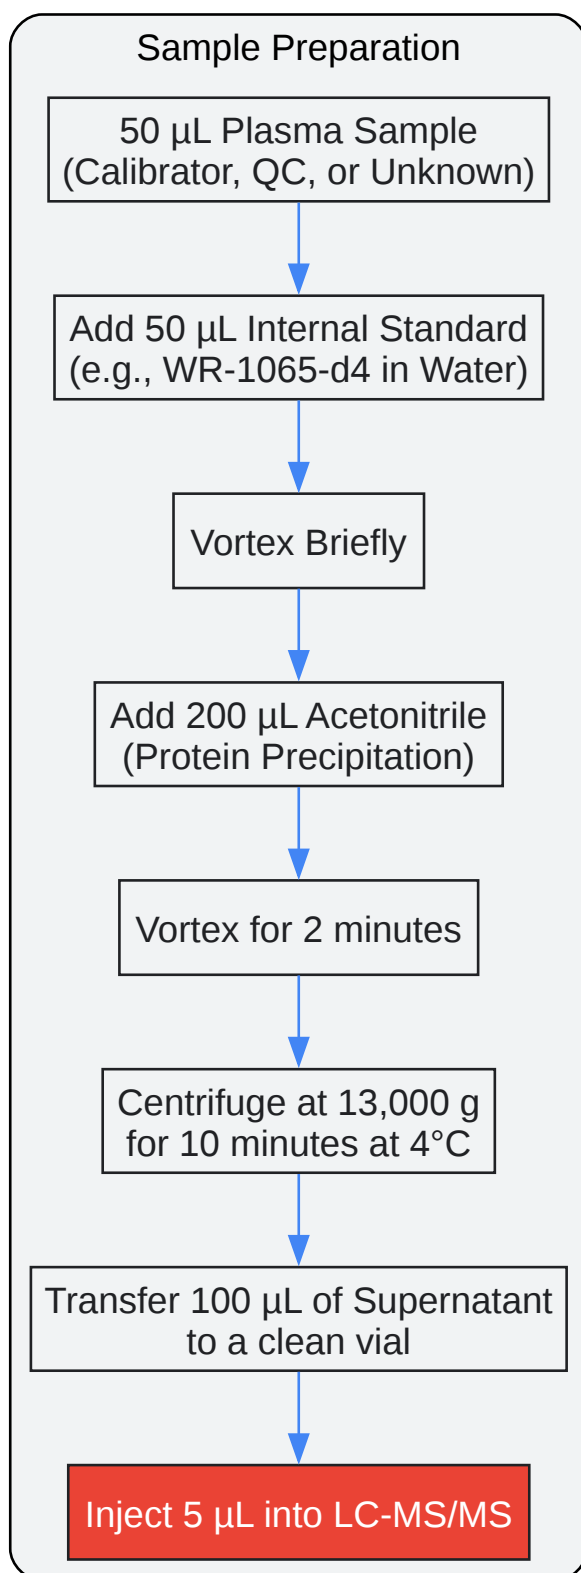 Sample Preparation
50 µL Plasma Sample
(Calibrator, QC, or Unknown)
Add 50 µL Internal Standard
(e.g., WR-1065-d4 in Water)
Vortex Briefly
Add 200 µL Acetonitrile
(Protein Precipitation)
Vortex for 2 minutes
Centrifuge at 13,000 g
for 10 minutes at 4°C
Transfer 100 µL of Supernatant
to a clean vial
Inject 5 µL into LC-MS/MS